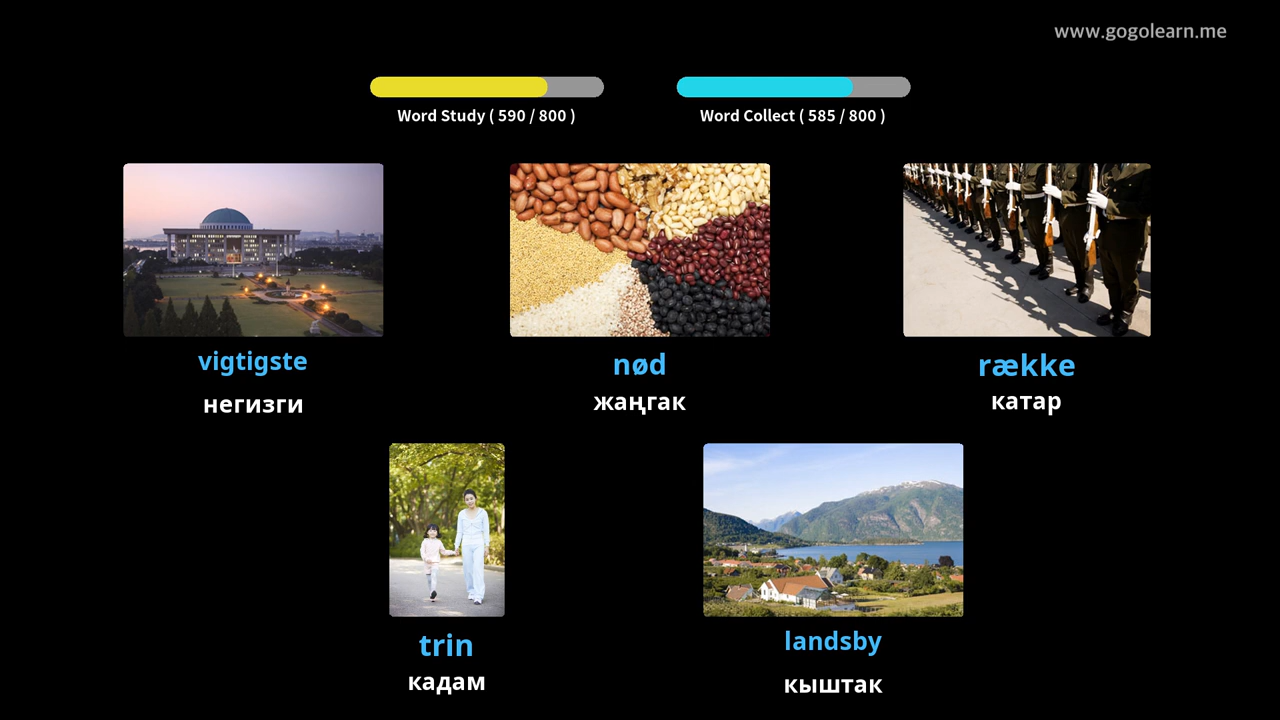 www.gogolearn.me
Word Study ( 590 / 800 )
Word Collect ( 585 / 800 )
vigtigste
негизги
nød
жаңгак
række
катар
trin
кадам
landsby
кыштак